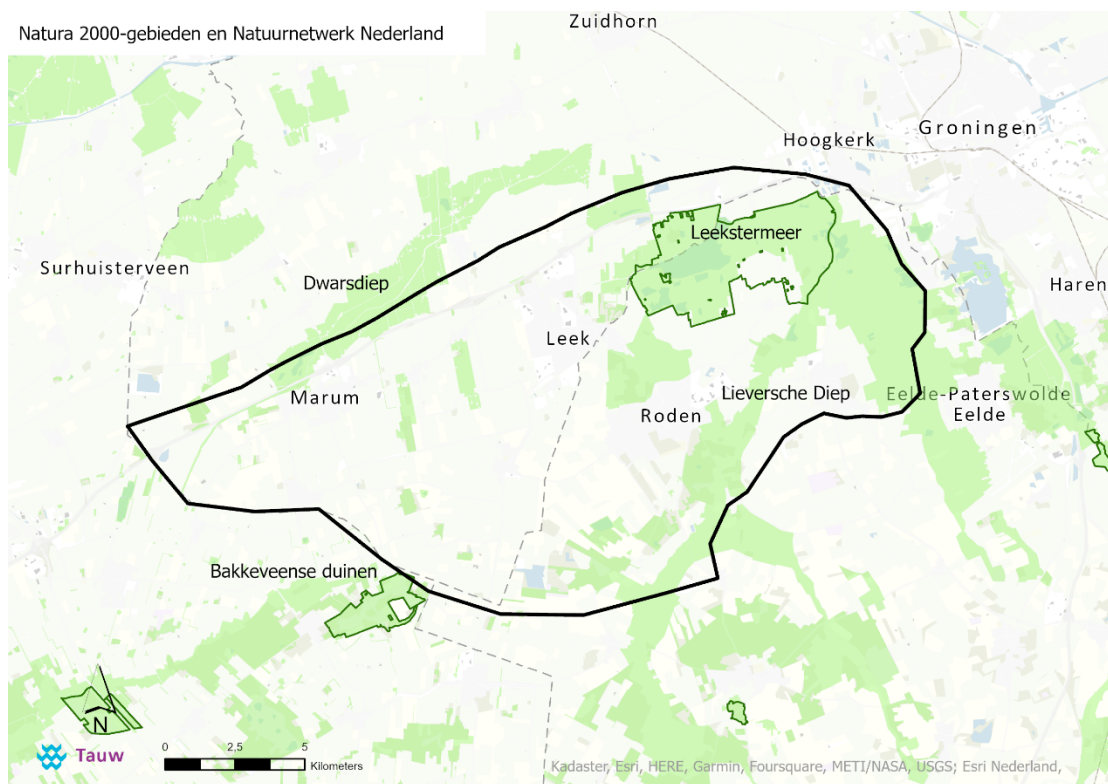 Natura 2000-gebieden en Natuurnetwerk Nederland
Zuidhorn
Groningen
Hoogkerk
Leekstermeer
Surhuisterveen
Dwarsdiep
Haren
Leek
Marum
Lieversche Diep
Eelde-Paterswolde
Roden
Eelde
Bakkeveense duinen
N
Tauw
0 2.5 5
Kilometers
Kadaster, Esri, HERE, Garmin, Foursquare, METI/NASA, USGS; Esri Nederland,